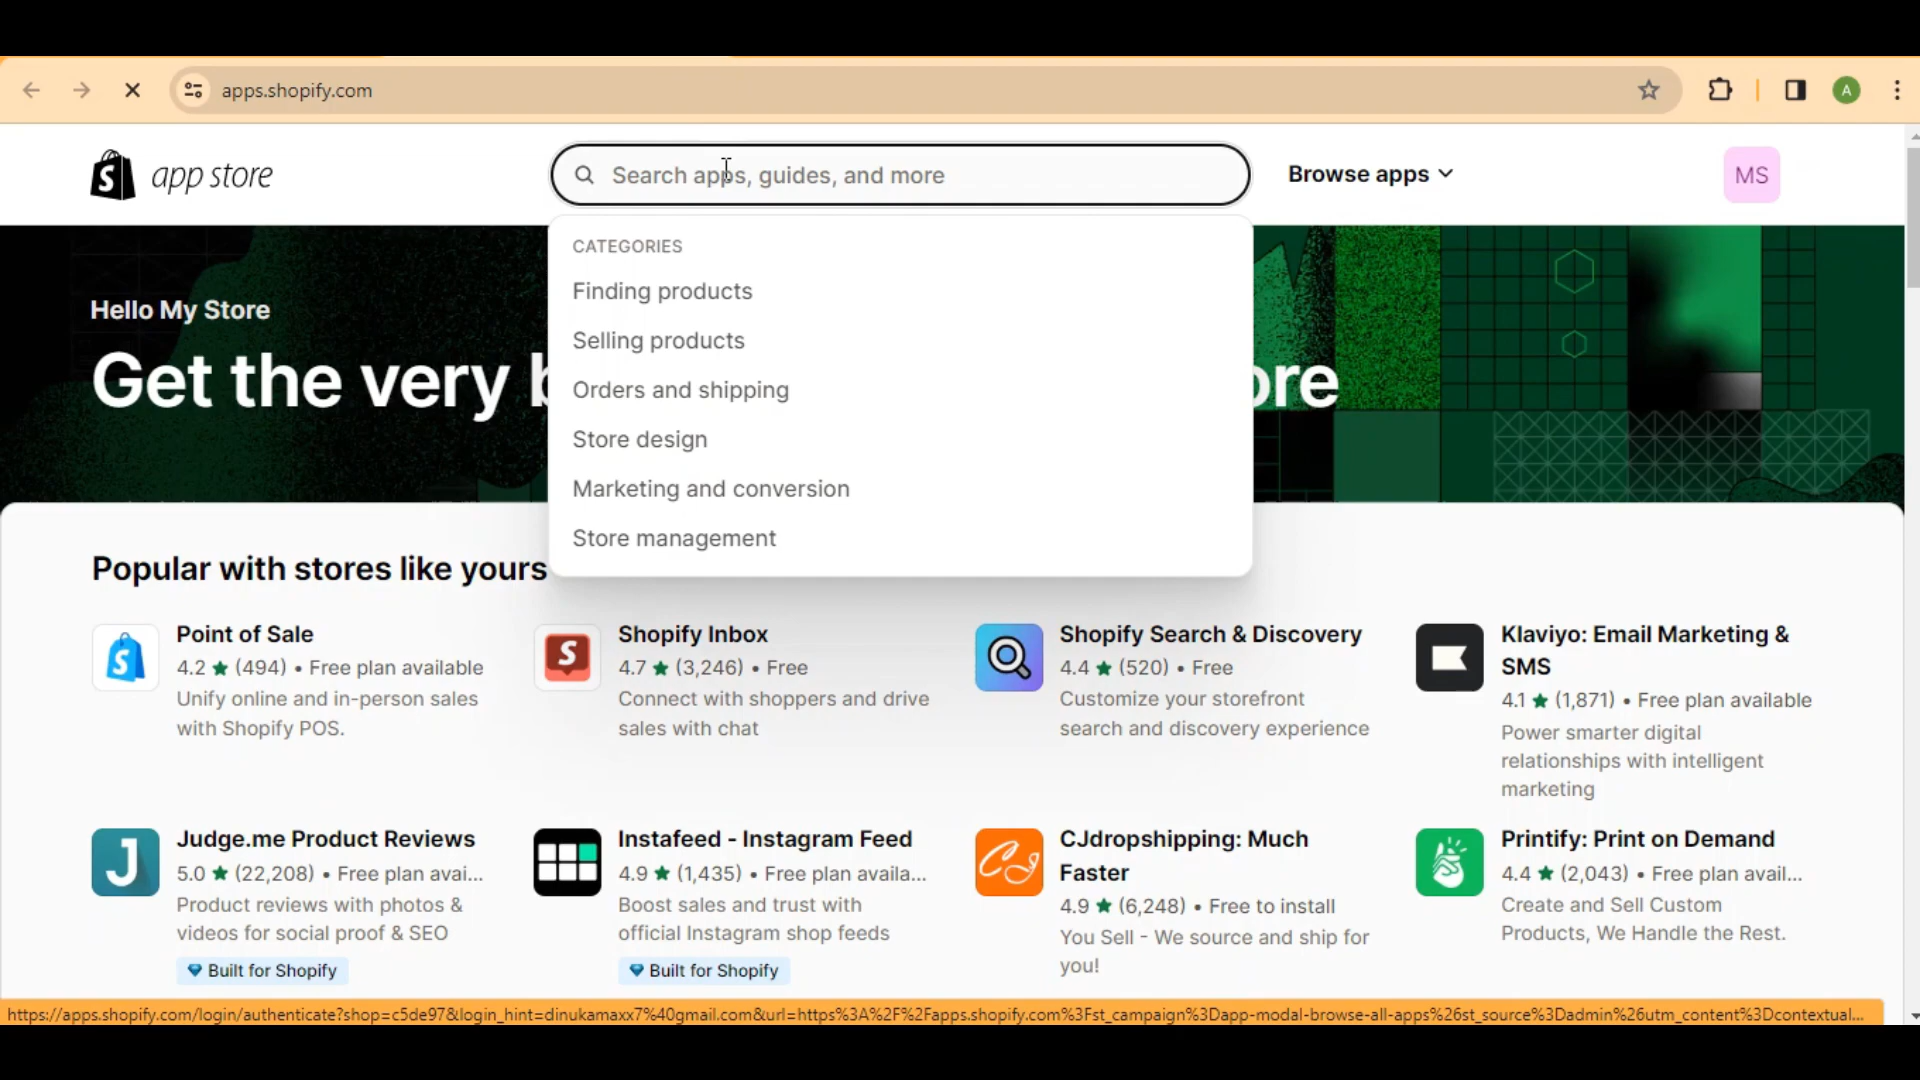 apps.shopify.com
A
app store
Search apps, guides, and more
Browse apps
MS
CATEGORIES
Finding products
Selling products
Orders and shipping
Store design
Marketing and conversion
Store management
Hello My Store
Get the very b
ore
Popular with stores like yours
Point of Sale
4.2 ★ (494) • Free plan available
Unify online and in-person sales
with Shopify POS.
Shopify Inbox
4.7 ★ (3,246) • Free
Connect with shoppers and drive
sales with chat
Shopify Search & Discovery
4.4 ★ (520) • Free
Customize your storefront
search and discovery experience
Klaviyo: Email Marketing &
SMS
4.1 ★ (1,871) • Free plan available
Power smarter digital
relationships with intelligent
marketing
Judge.me Product Reviews
5.0 ★ (22,208) • Free plan avai...
Product reviews with photos &
videos for social proof & SEO
Built for Shopify
Instafeed - Instagram Feed
4.9 ★ (1,435) • Free plan availa...
Boost sales and trust with
official Instagram shop feeds
Built for Shopify
CJdropshipping: Much
Faster
4.9 ★ (6,248) • Free to install
You Sell - We source and ship for
you!
Printify: Print on Demand
4.4 ★ (2,043) • Free plan avail...
Create and Sell Custom
Products, We Handle the Rest.
https://apps.shopify.com/login/authenticate?shop=c5de97&login_hint=dinukamaxx7%40gmail.com&url=https%3A%2F%2Fapps.shopify.com%3Fst_campaign%3Dapp-modal-browse-all-apps%26st_source%3Dadmin%26utm_content%3Dcontextual...